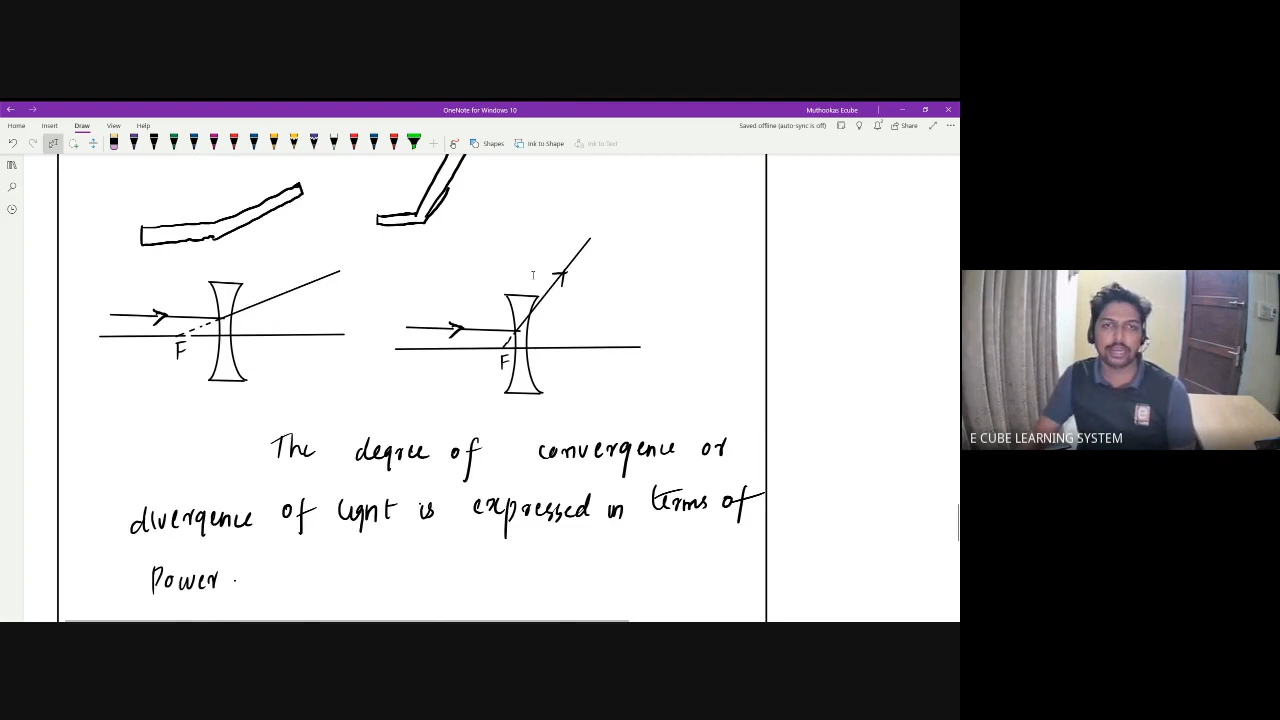 OneNote for Windows 10
Muthookas Ecube
Home Insert Draw View Help
Saved offline (auto-sync is off)
Share
Shapes
Ink to Shape
Ink to Text
F
F
The degree of convergence or
divergence of light is expressed in terms of
Power.
E CUBE LEARNING SYSTEM